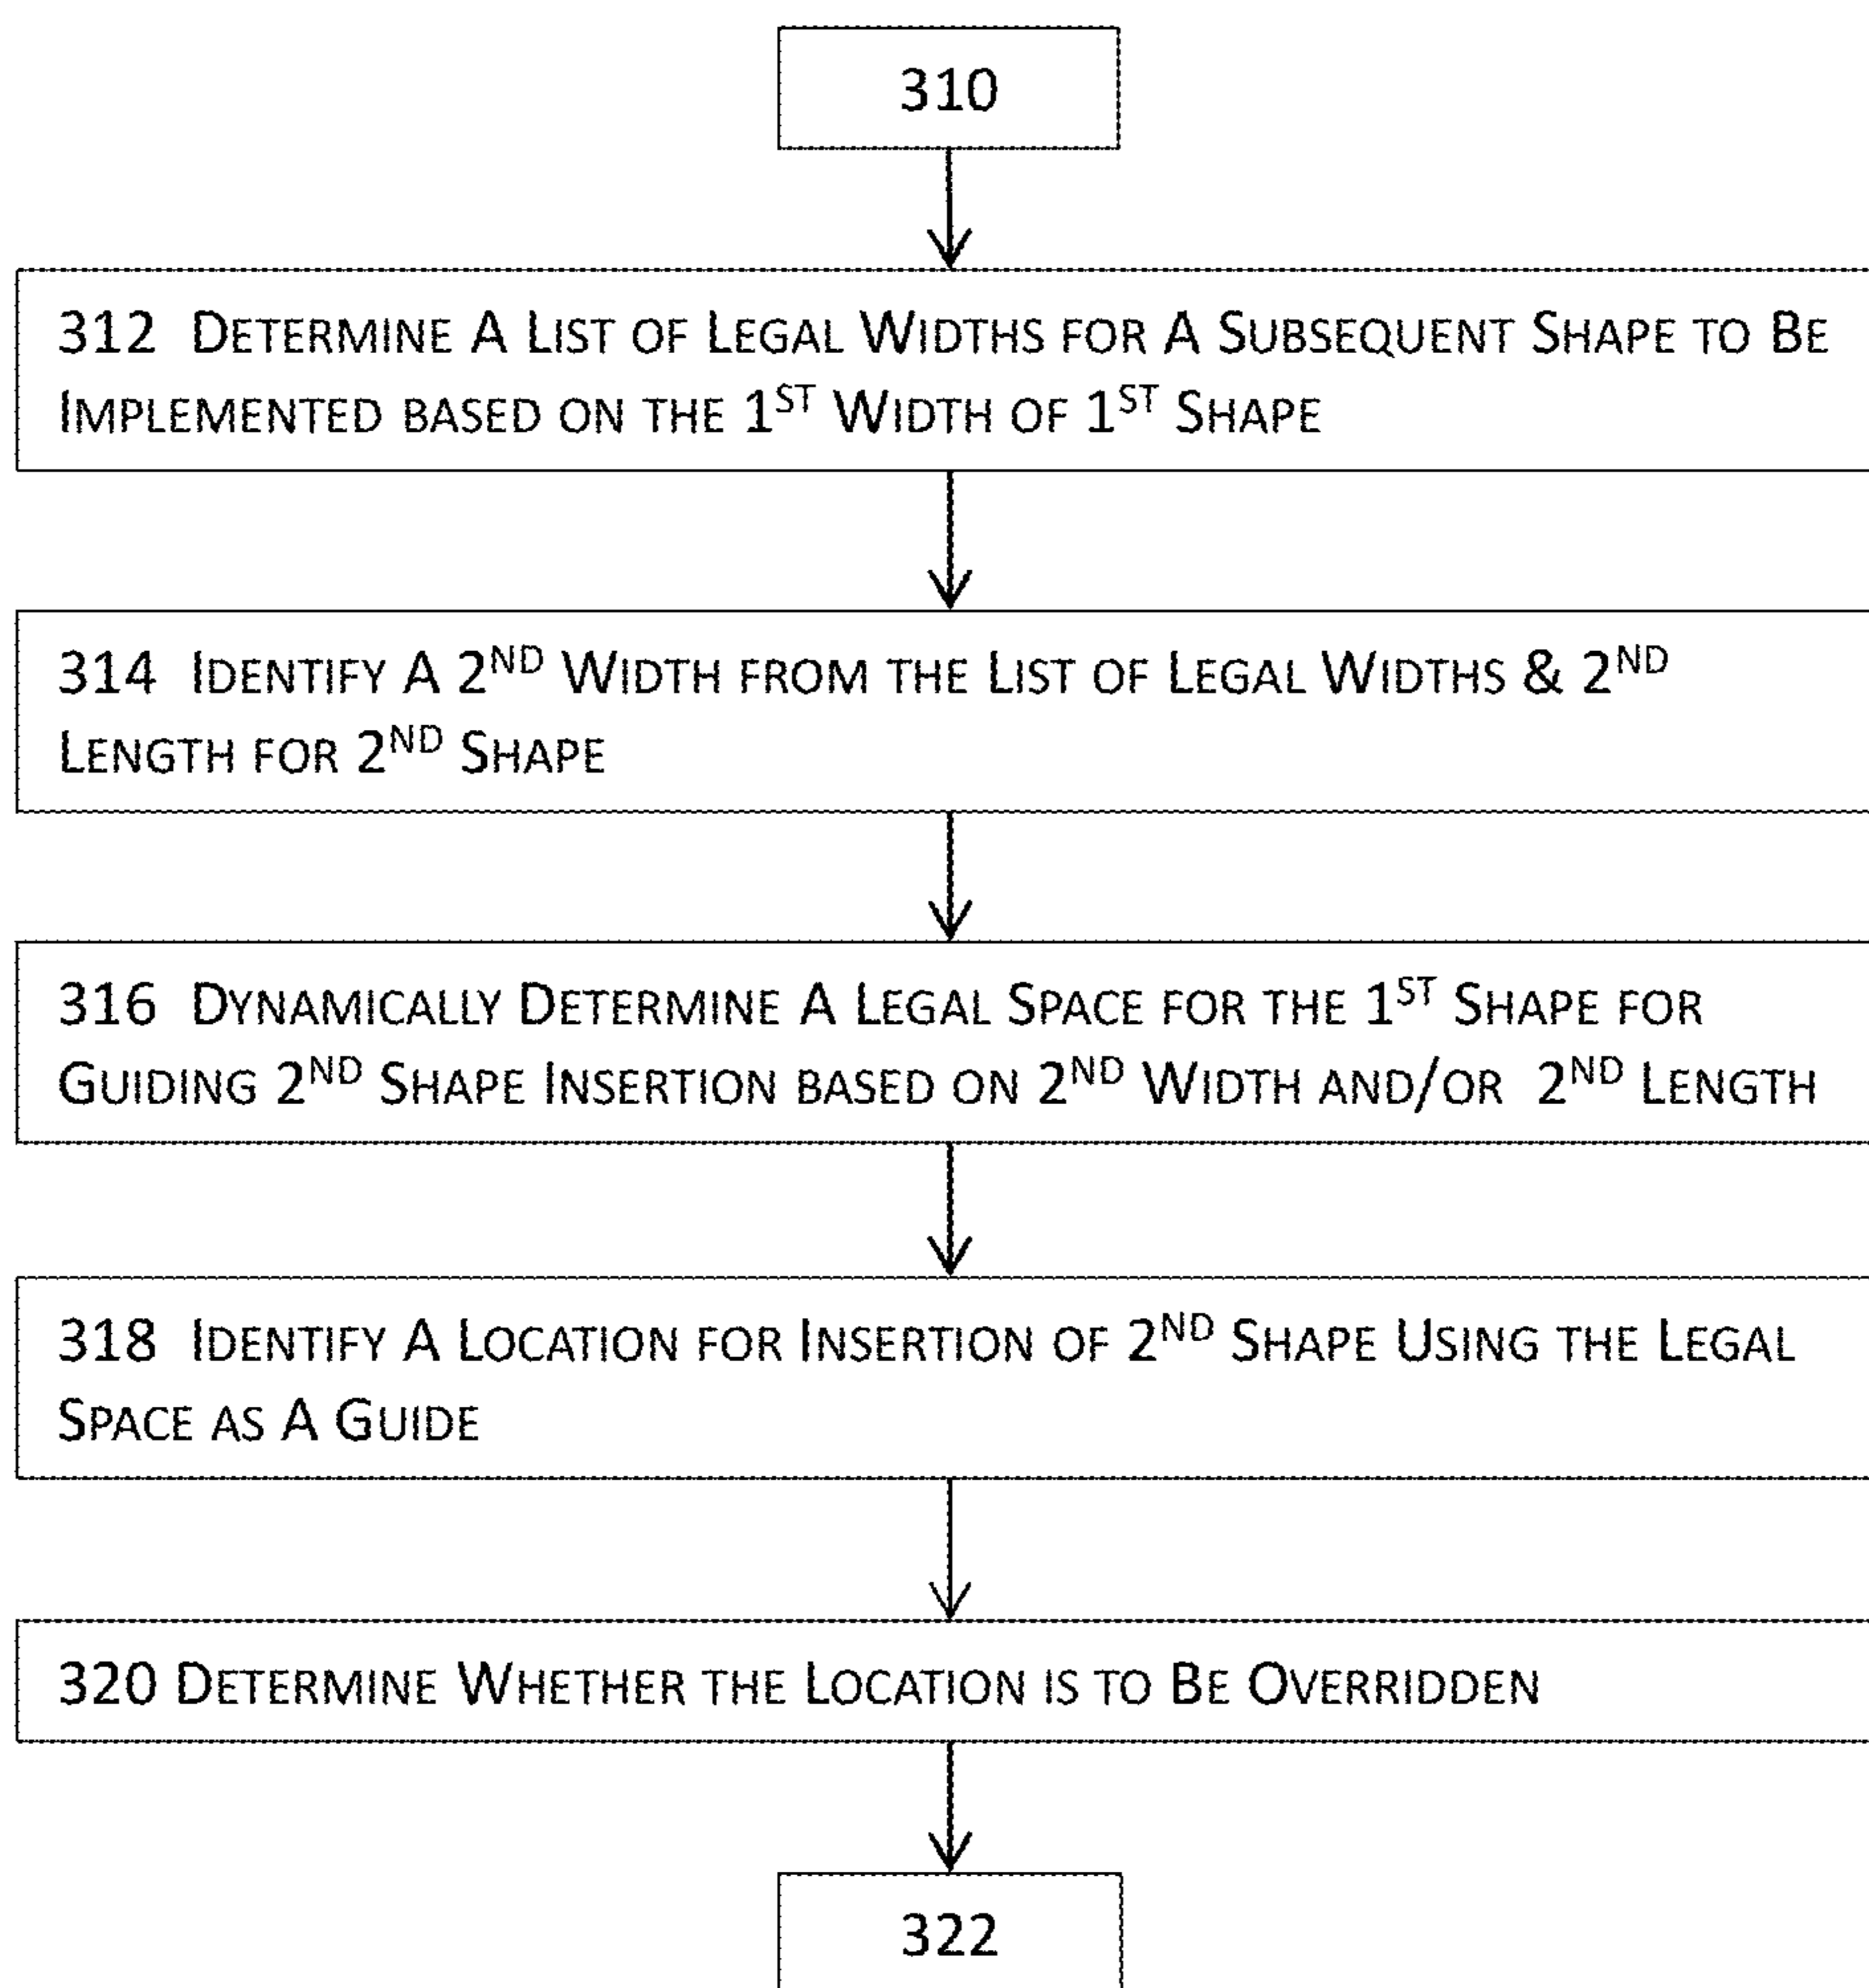 310
312 DETERMINE A LIST OF LEGAL WIDTHS FOR A SUBSEQUENT SHAPE TO BE
IMPLEMENTED BASED ON THE 1ST WIDTH OF 1ST SHAPE
314 IDENTIFY A 2ND WIDTH FROM THE LIST OF LEGAL WIDTHS & 2ND
LENGTH FOR 2ND SHAPE
316 DYNAMICALLY DETERMINE A LEGAL SPACE FOR THE 1ST SHAPE FOR
GUIDING 2ND SHAPE INSERTION BASED ON 2ND WIDTH AND/OR 2ND LENGTH
318 IDENTIFY A LOCATION FOR INSERTION OF 2ND SHAPE USING THE LEGAL
SPACE AS A GUIDE
320 DETERMINE WHETHER THE LOCATION IS TO BE OVERRIDDEN
322